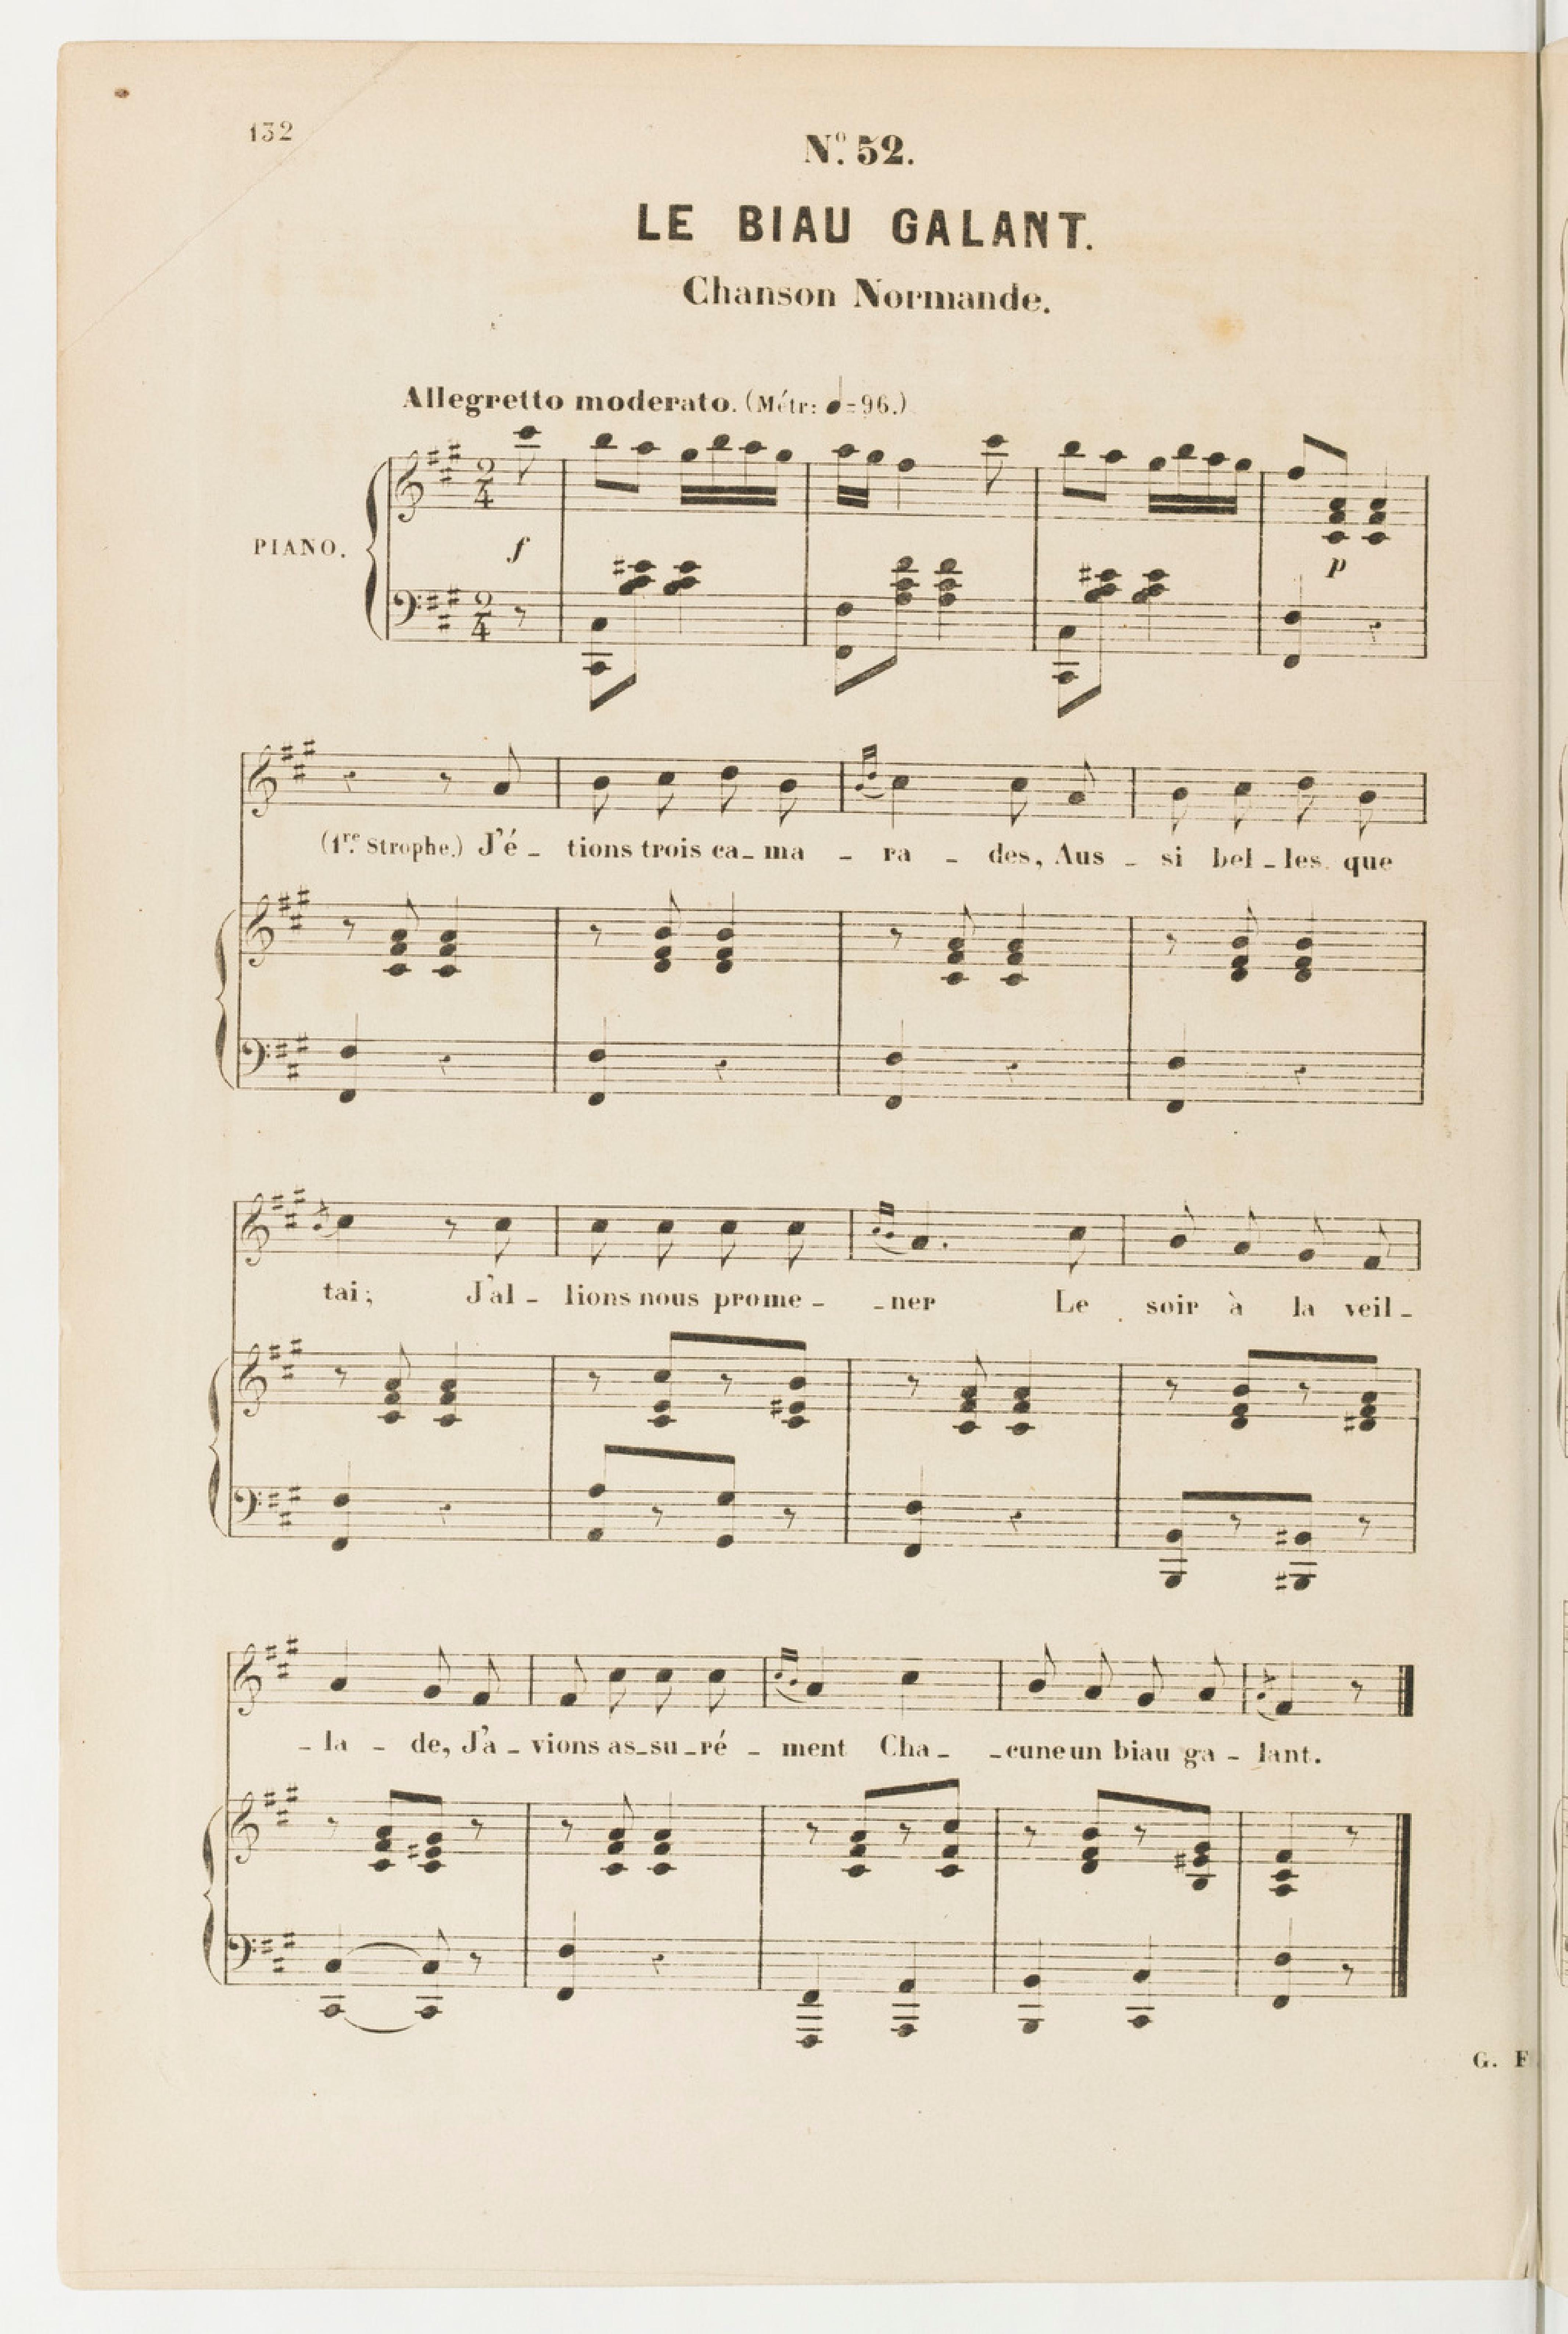 132
Nº. 52.
LE BIAU GALANT.
Chanson Normande.
Allegretto moderato. (Métr: ♩=96.)
PIANO.
f
p
(1re. Strophe.) J'é _ tions trois ca _ ma _ ra _ des, Aus _ si bel _ les que
tai; J'al _ lions nous prome _ _ ner Le soir à la veil _
_ la _ de, J'a _ vions as _ su _ ré _ ment Cha _ _ cune un biau ga _ lant.
G. F